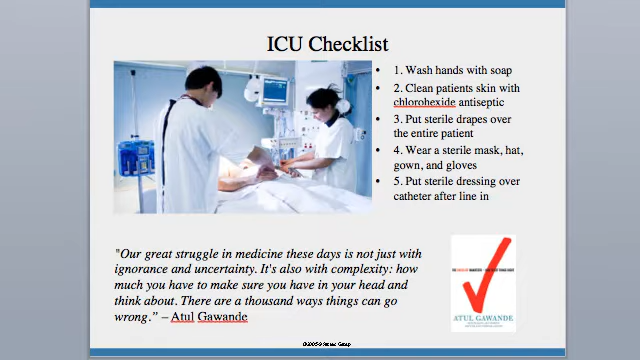 ICU Checklist
• 1. Wash hands with soap
• 2. Clean patients skin with
chlorohexide antiseptic
• 3. Put sterile drapes over
the entire patient
• 4. Wear a sterile mask, hat,
gown, and gloves
• 5. Put sterile dressing over
catheter after line in
"Our great struggle in medicine these days is not just with
ignorance and uncertainty. It's also with complexity: how
much you have to make sure you have in your head and
think about. There are a thousand ways things can go
wrong.” – Atul Gawande
ATUL GAWANDE